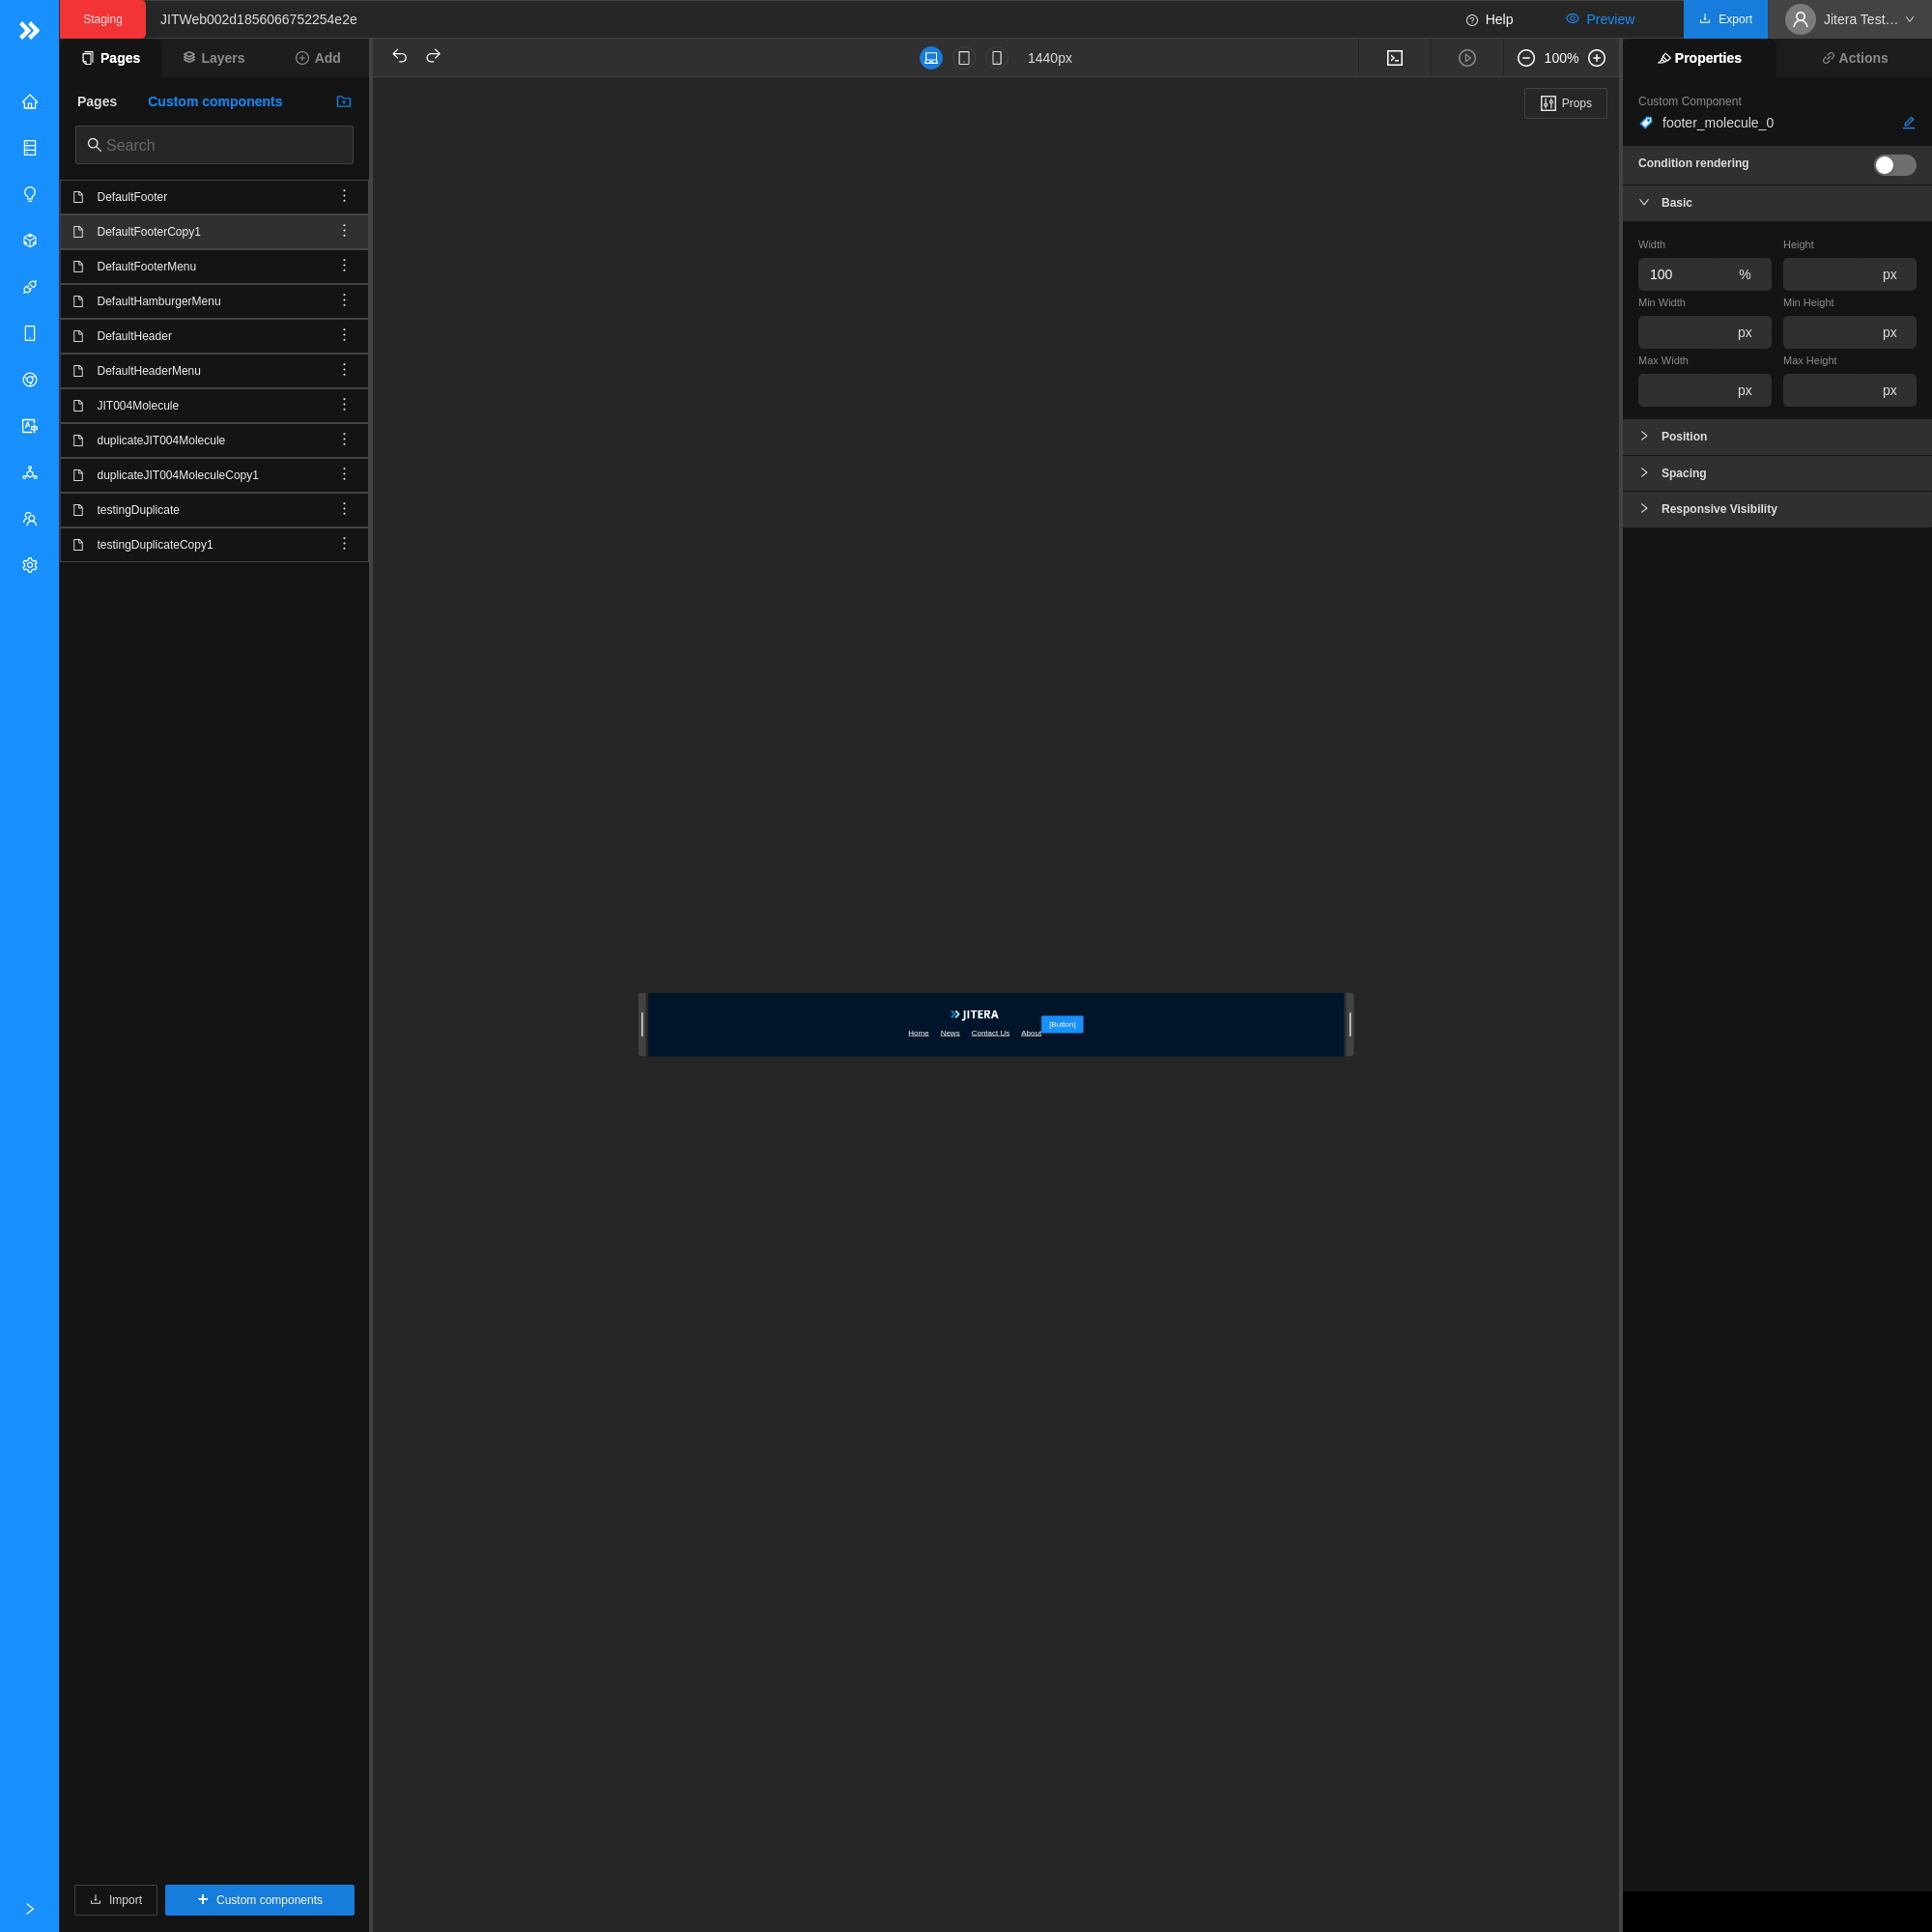 Staging
JITWeb002d1856066752254e2e
Help
Preview
Export
Jitera Test…
Pages
Layers
Add
1440px
100%
Properties
Actions
Pages
Custom components
Search
DefaultFooter
DefaultFooterCopy1
DefaultFooterMenu
DefaultHamburgerMenu
DefaultHeader
DefaultHeaderMenu
JIT004Molecule
duplicateJIT004Molecule
duplicateJIT004MoleculeCopy1
testingDuplicate
testingDuplicateCopy1
Import
Custom components
Props
JITERA
Home News Contact Us About
[Button]
Custom Component
footer_molecule_0
Condition rendering
Basic
Width Height
100 % px
Min Width Min Height
px px
Max Width Max Height
px px
Position
Spacing
Responsive Visibility